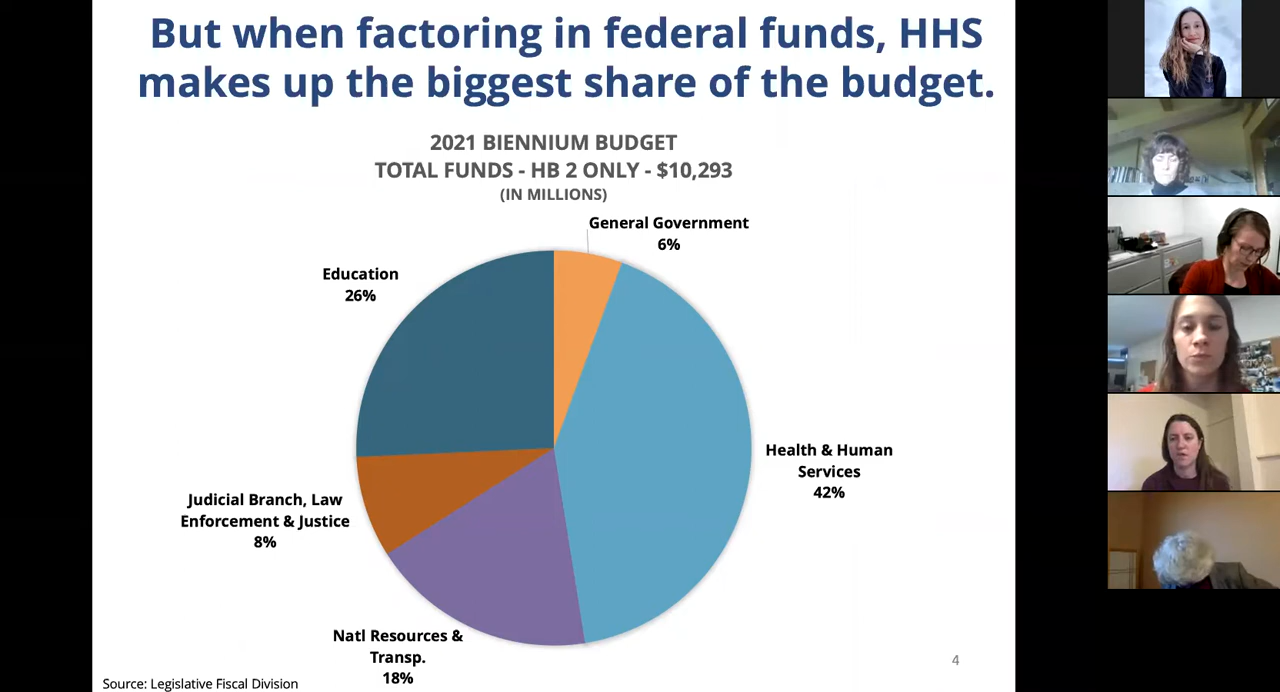 But when factoring in federal funds, HHS
makes up the biggest share of the budget.
2021 BIENNIUM BUDGET
TOTAL FUNDS - HB 2 ONLY - $10,293
(IN MILLIONS)
General Government
6%
Education
26%
Health & Human
Services
42%
Judicial Branch, Law
Enforcement & Justice
8%
Natl Resources &
Transp.
18%
4
Source: Legislative Fiscal Division